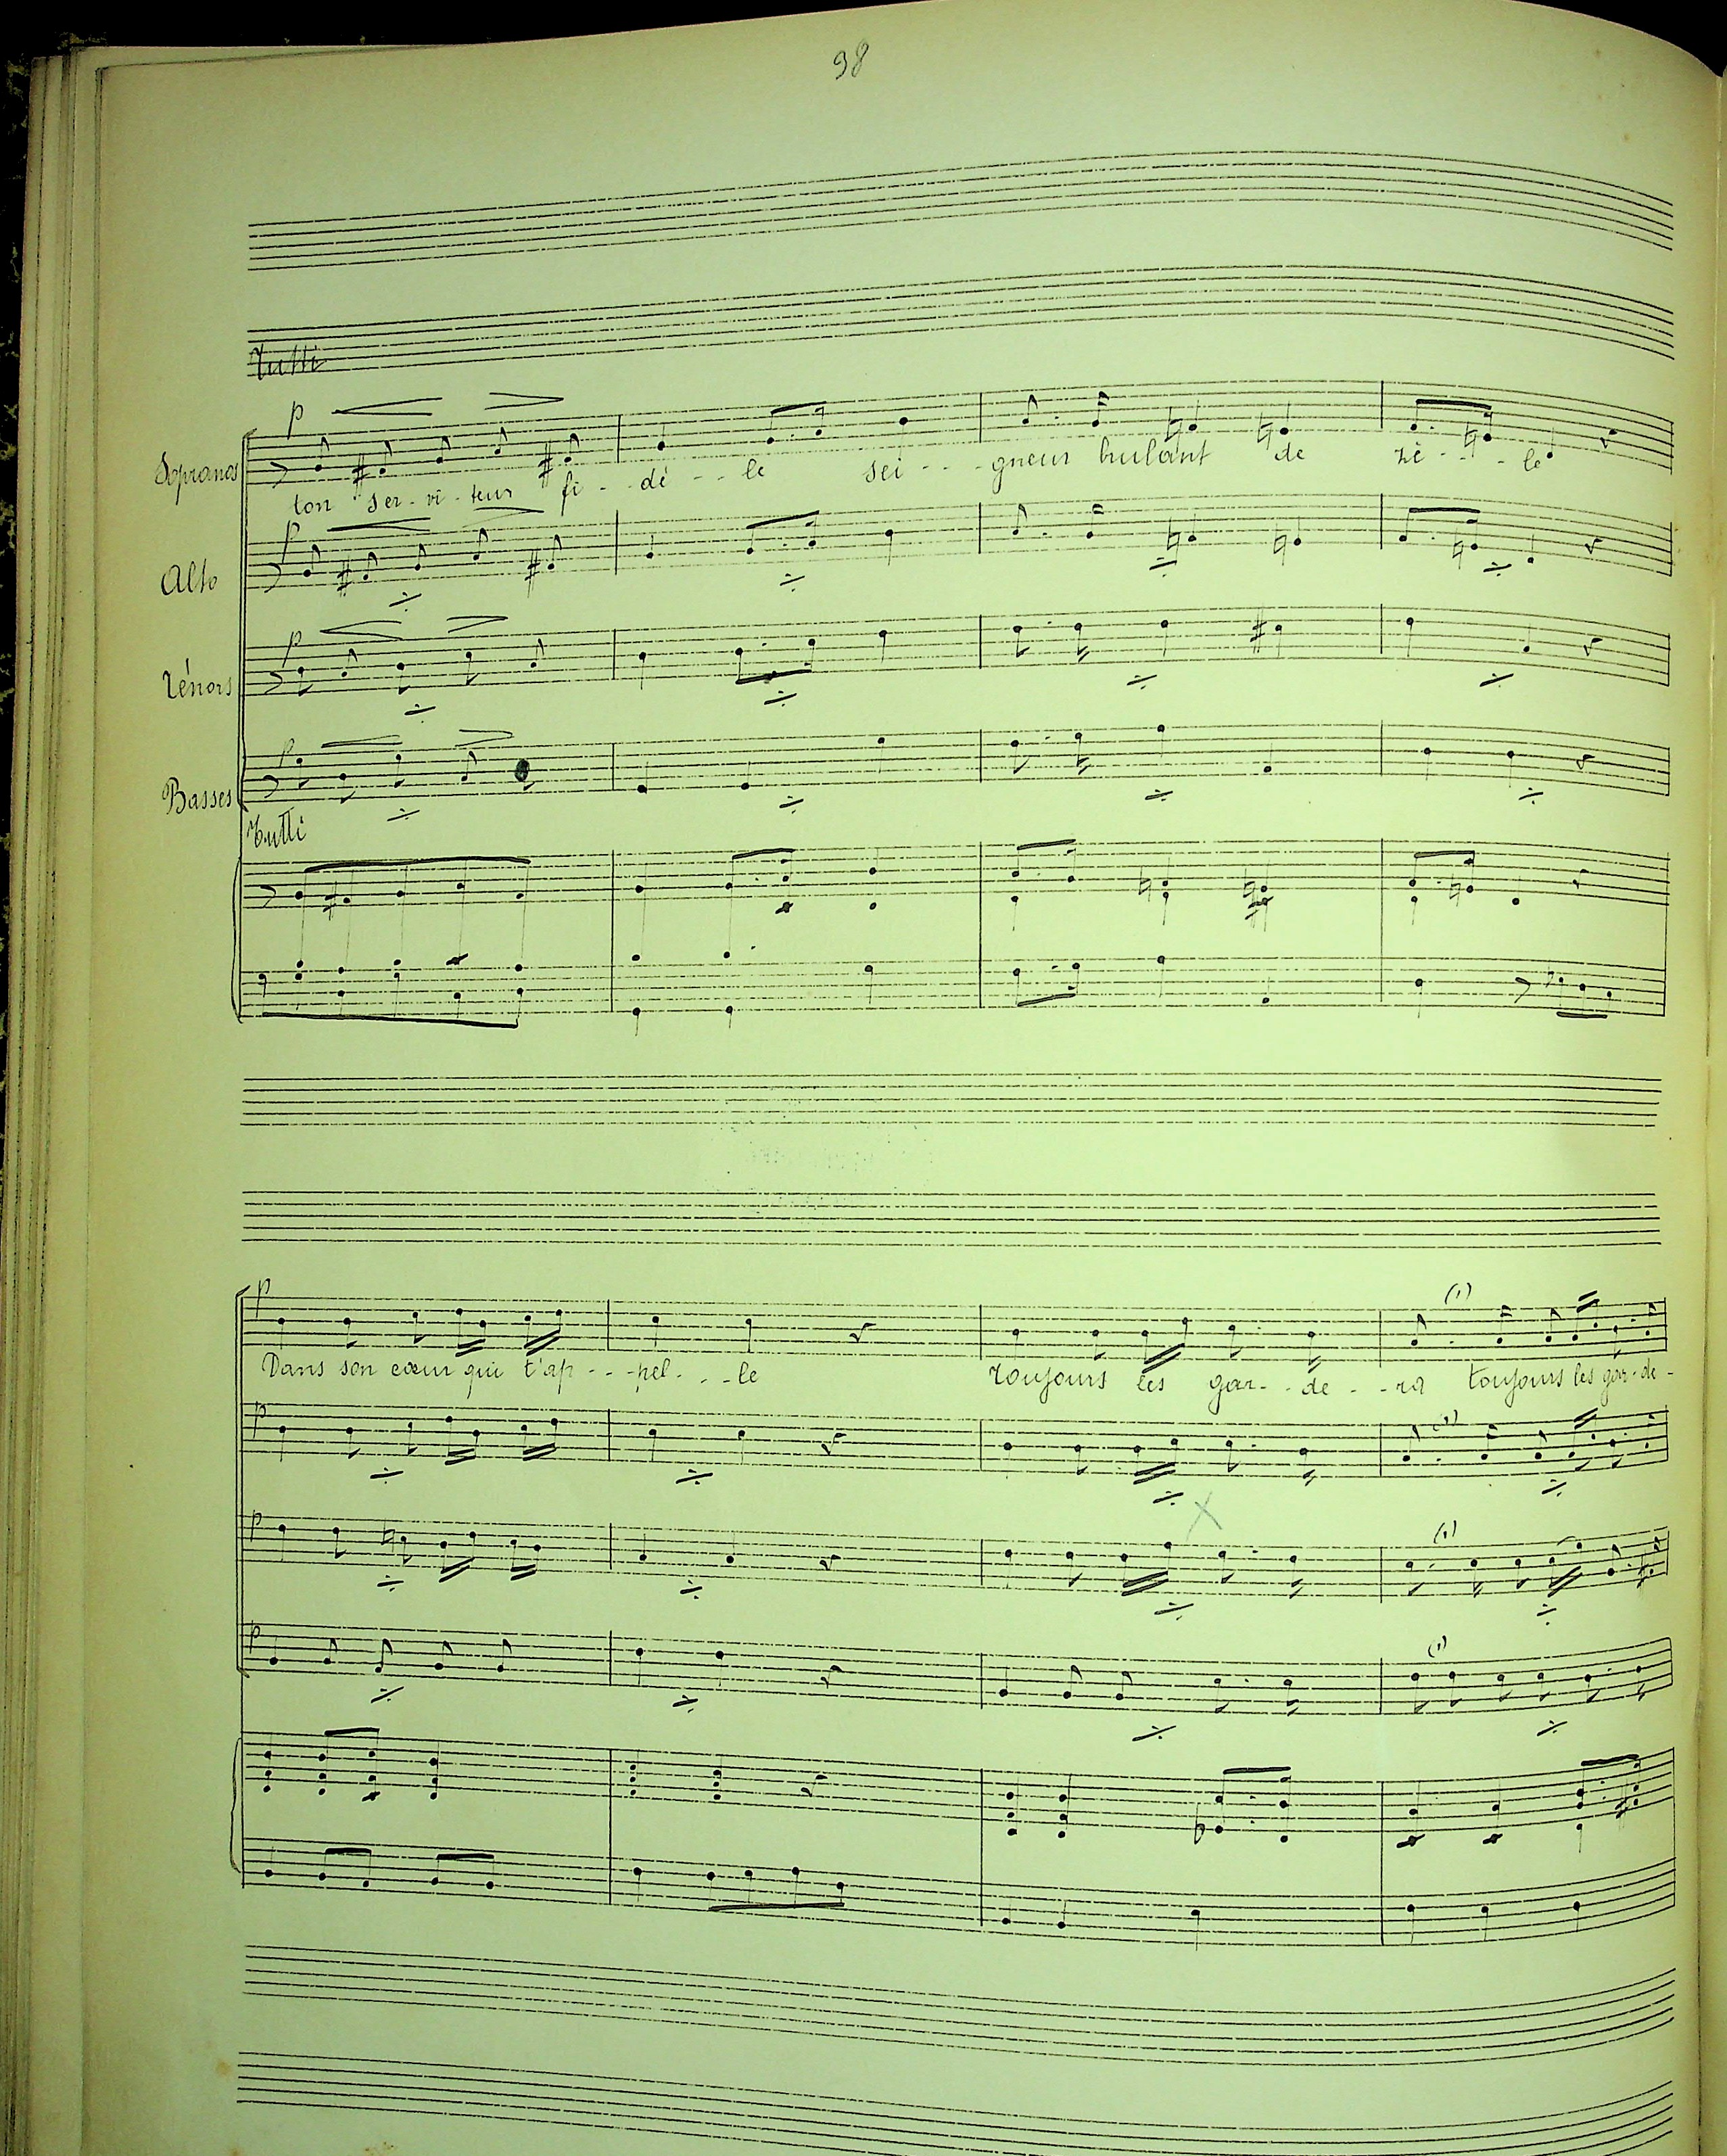 98
Tutti
p
Sopranos
ton ser - vi - teur fi - - dè - - le sei - - - gneur brulant de zè - - - le
p
Alto
p
Ténors
p
Basses
Tutti
p
(1)
Dans son cœur qui t'ap - - - pel - - - le Toujours les gar - - de - - ra toujours les gar - de -
p
(1)
p
(1)
p
(1)